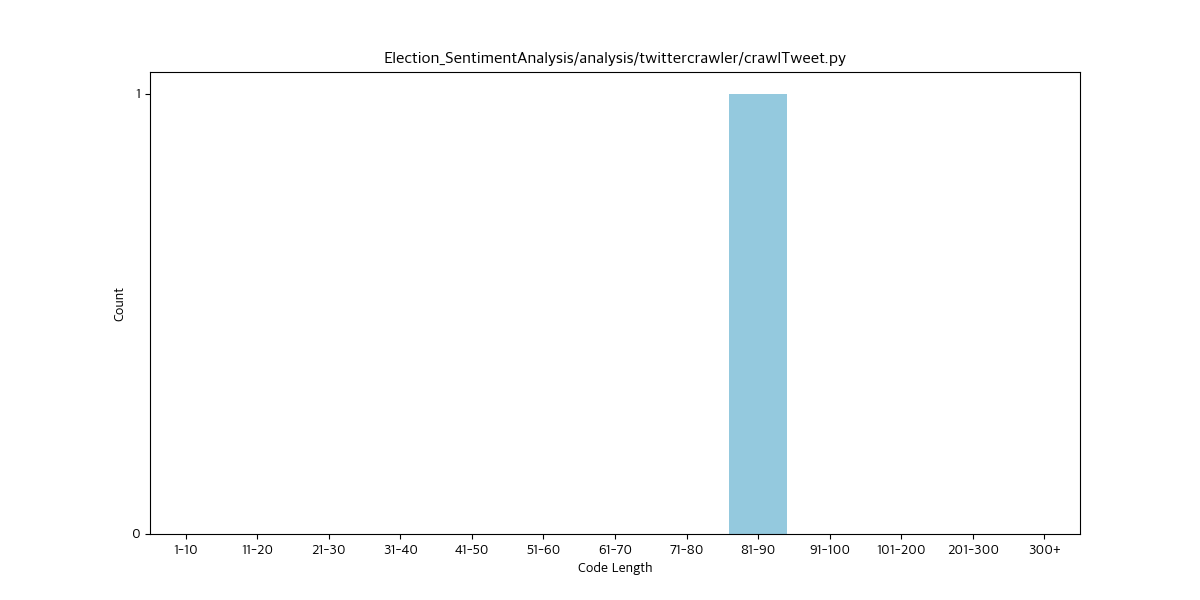 Election_SentimentAnalysis/analysis/twittercrawler/crawlTweet.py
1
Count
0
1-10 11-20 21-30 31-40 41-50 51-60 61-70 71-80 81-90 91-100 101-200 201-300 300+
Code Length